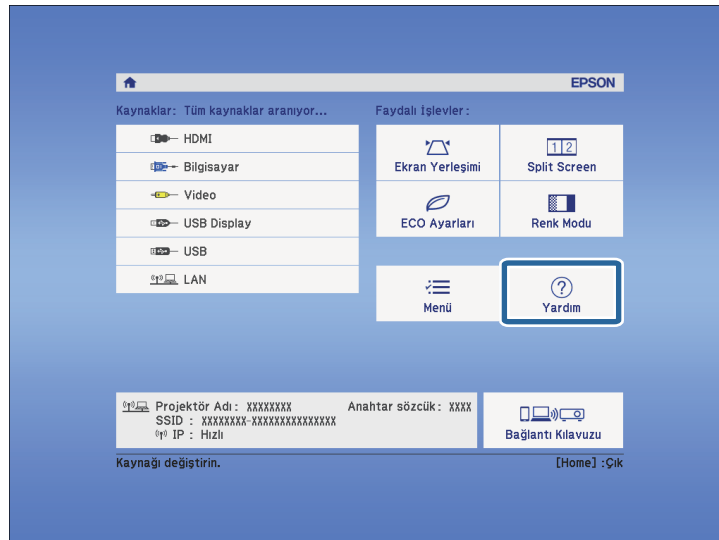 EPSON
Kaynaklar: Tüm kaynaklar aranıyor...
Faydalı İşlevler:
HDMI
Bilgisayar
Video
USB Display
USB
LAN
Ekran Yerleşimi
1 2
Split Screen
ECO Ayarları
Renk Modu
Menü
?
Yardım
Projektör Adı: XXXXXXXX Anahtar sözcük: XXXX
SSID : XXXXXXXX-XXXXXXXXXXXXXXX
IP : Hızlı
Bağlantı Kılavuzu
Kaynağı değiştirin.
[Home] :Çık